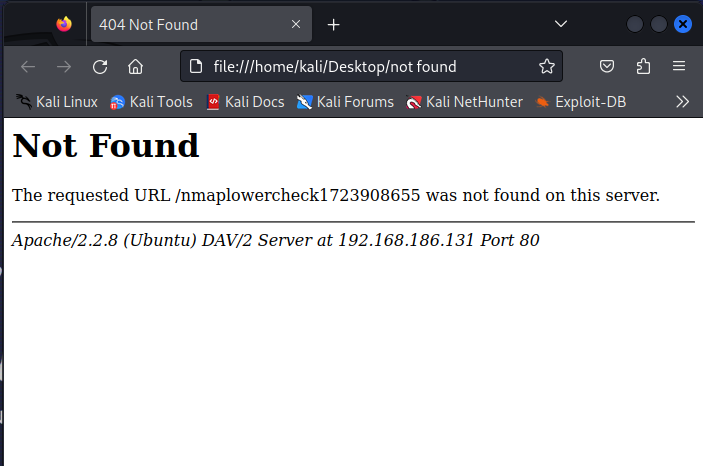 404 Not Found
file:///home/kali/Desktop/not found
Kali Linux Kali Tools Kali Docs Kali Forums Kali NetHunter Exploit-DB
Not Found
The requested URL /nmaplowercheck1723908655 was not found on this server.
Apache/2.2.8 (Ubuntu) DAV/2 Server at 192.168.186.131 Port 80